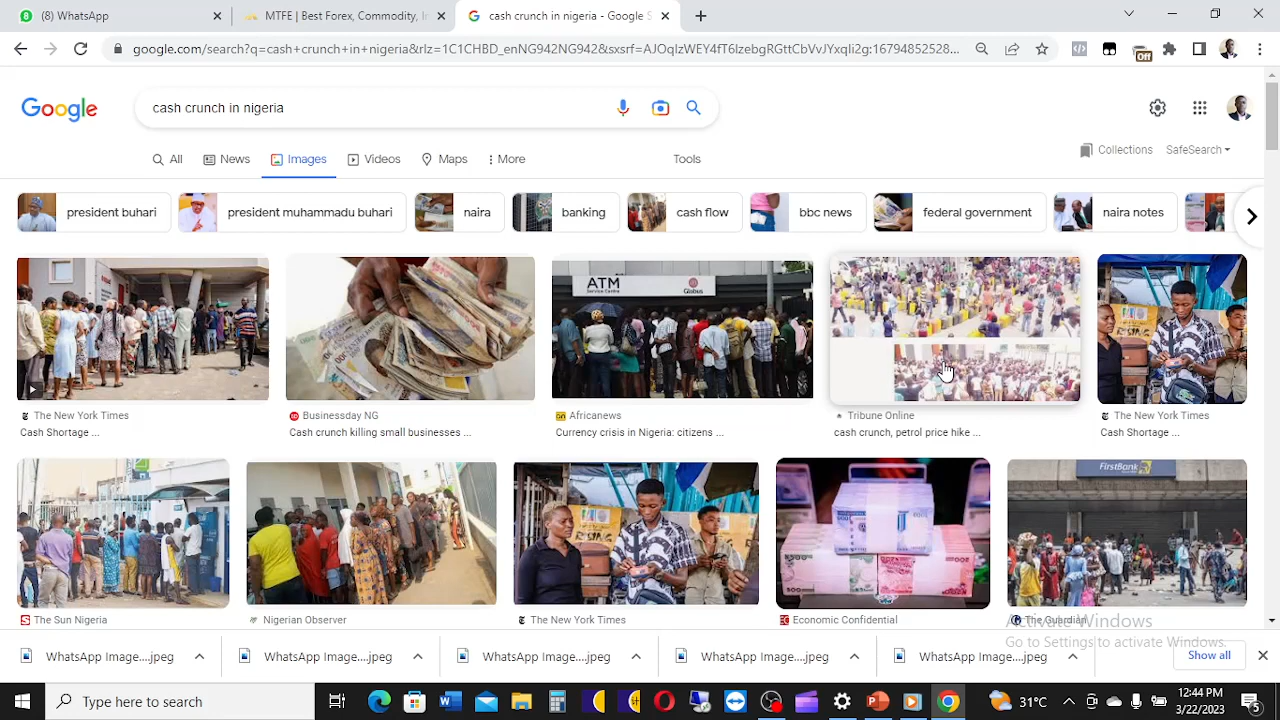 (8) WhatsApp
MTFE | Best Forex, Commodity, In
cash crunch in nigeria - Google S
google.com/search?q=cash+crunch+in+nigeria&rlz=1C1CHBD_enNG942NG942&sxsrf=AJOqlzWEY4fT6lzebgRGttCbVvJYxqli2g:16794852528...
Off
Google
cash crunch in nigeria
All
News
Images
Videos
Maps
More
Tools
Collections
SafeSearch
president buhari
president muhammadu buhari
naira
banking
cash flow
bbc news
federal government
naira notes
ATM
Service Centre
Globus
The New York Times
Cash Shortage ...
Businessday NG
Cash crunch killing small businesses ...
Africanews
Currency crisis in Nigeria: citizens ...
Tribune Online
cash crunch, petrol price hike ...
The New York Times
Cash Shortage ...
FirstBank
The Sun Nigeria
Nigerian Observer
The New York Times
Economic Confidential
The Guardian
Activate Windows
Go to Settings to activate Windows.
WhatsApp Image....jpeg
WhatsApp Image....jpeg
WhatsApp Image....jpeg
WhatsApp Image....jpeg
WhatsApp Image....jpeg
Show all
Type here to search
31°C
12:44 PM
3/22/2023
5